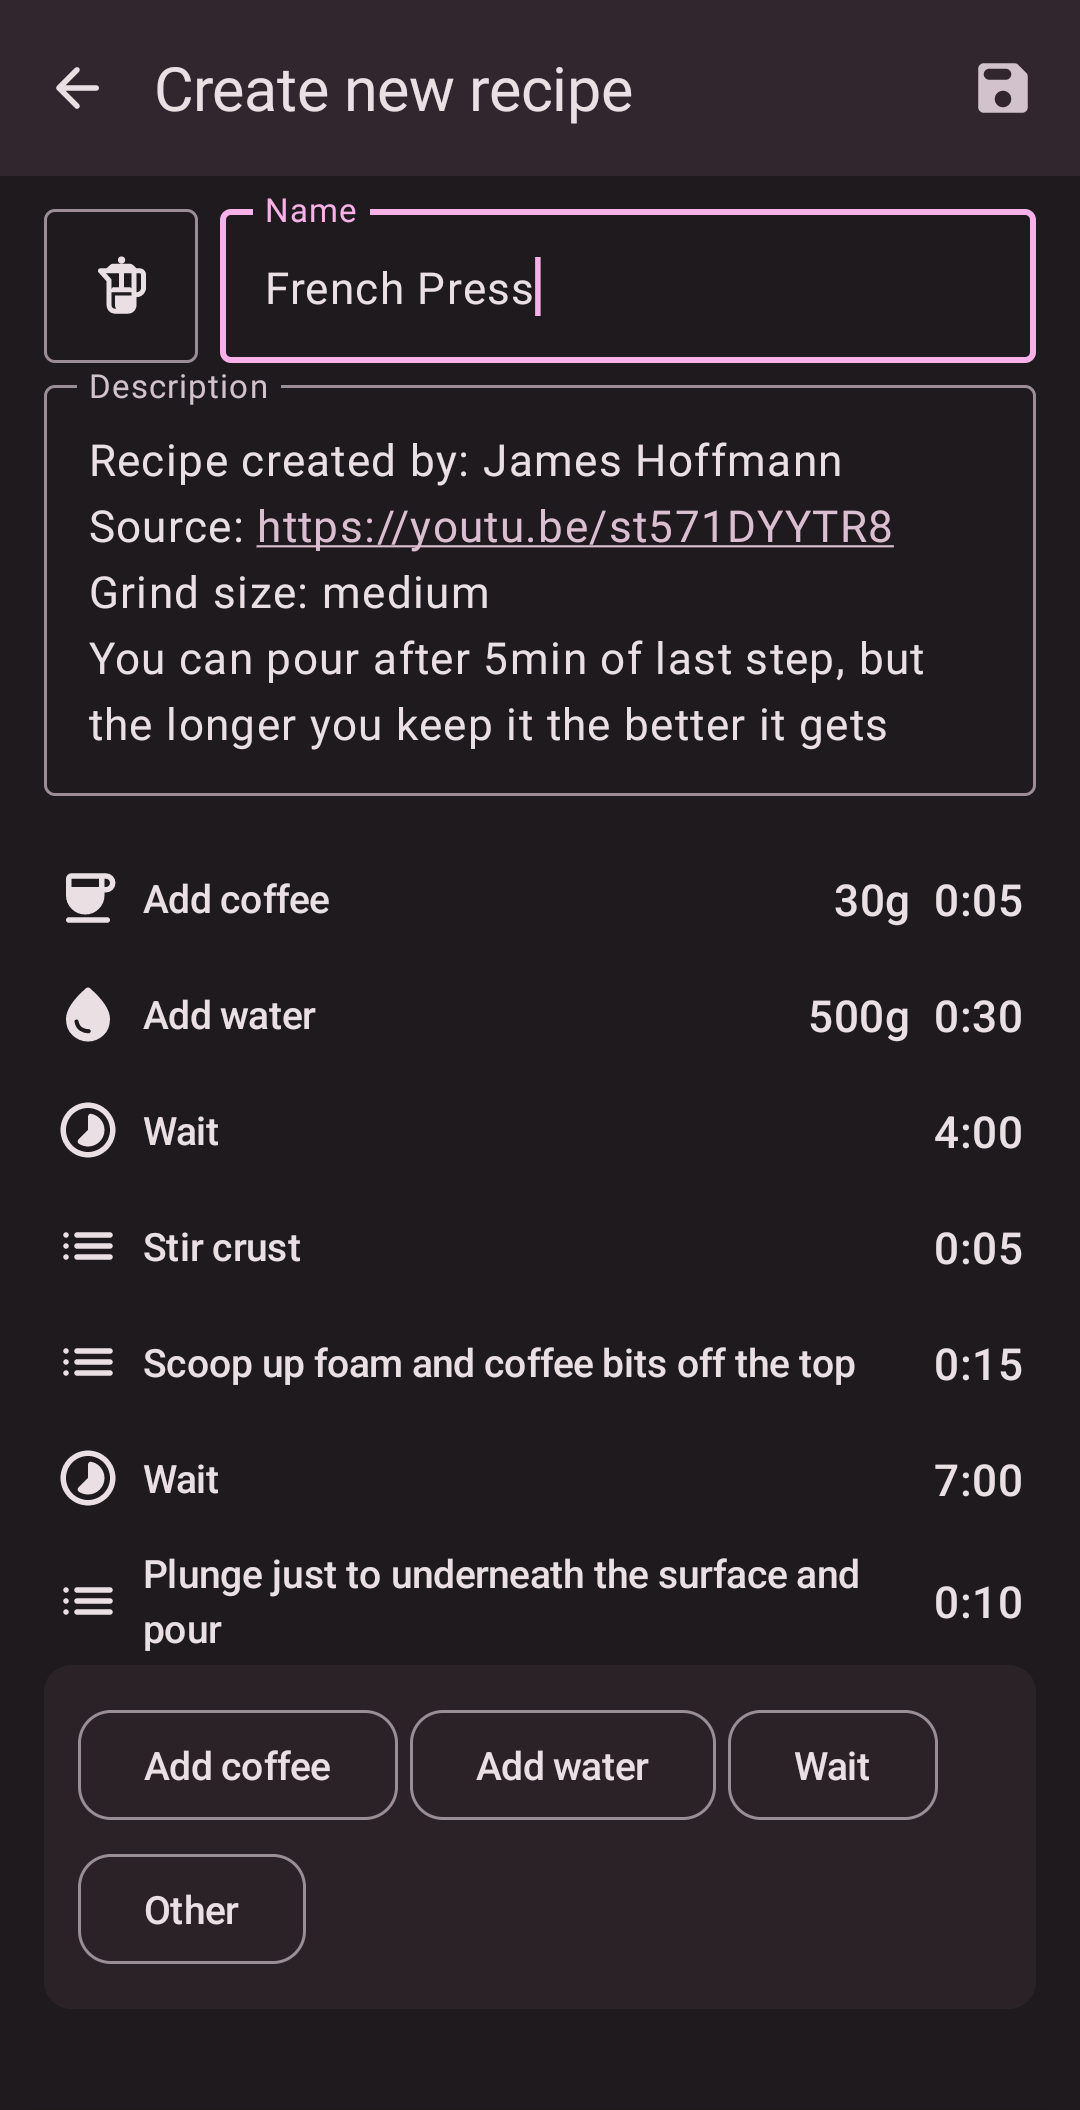 Create new recipe
Name
French Press
Description
Recipe created by: James Hoffmann
Source: https://youtu.be/st571DYYTR8
Grind size: medium
You can pour after 5min of last step, but
the longer you keep it the better it gets
Add coffee 30g 0:05
Add water 500g 0:30
Wait 4:00
Stir crust 0:05
Scoop up foam and coffee bits off the top 0:15
Wait 7:00
Plunge just to underneath the surface and
pour 0:10
Add coffee Add water Wait
Other